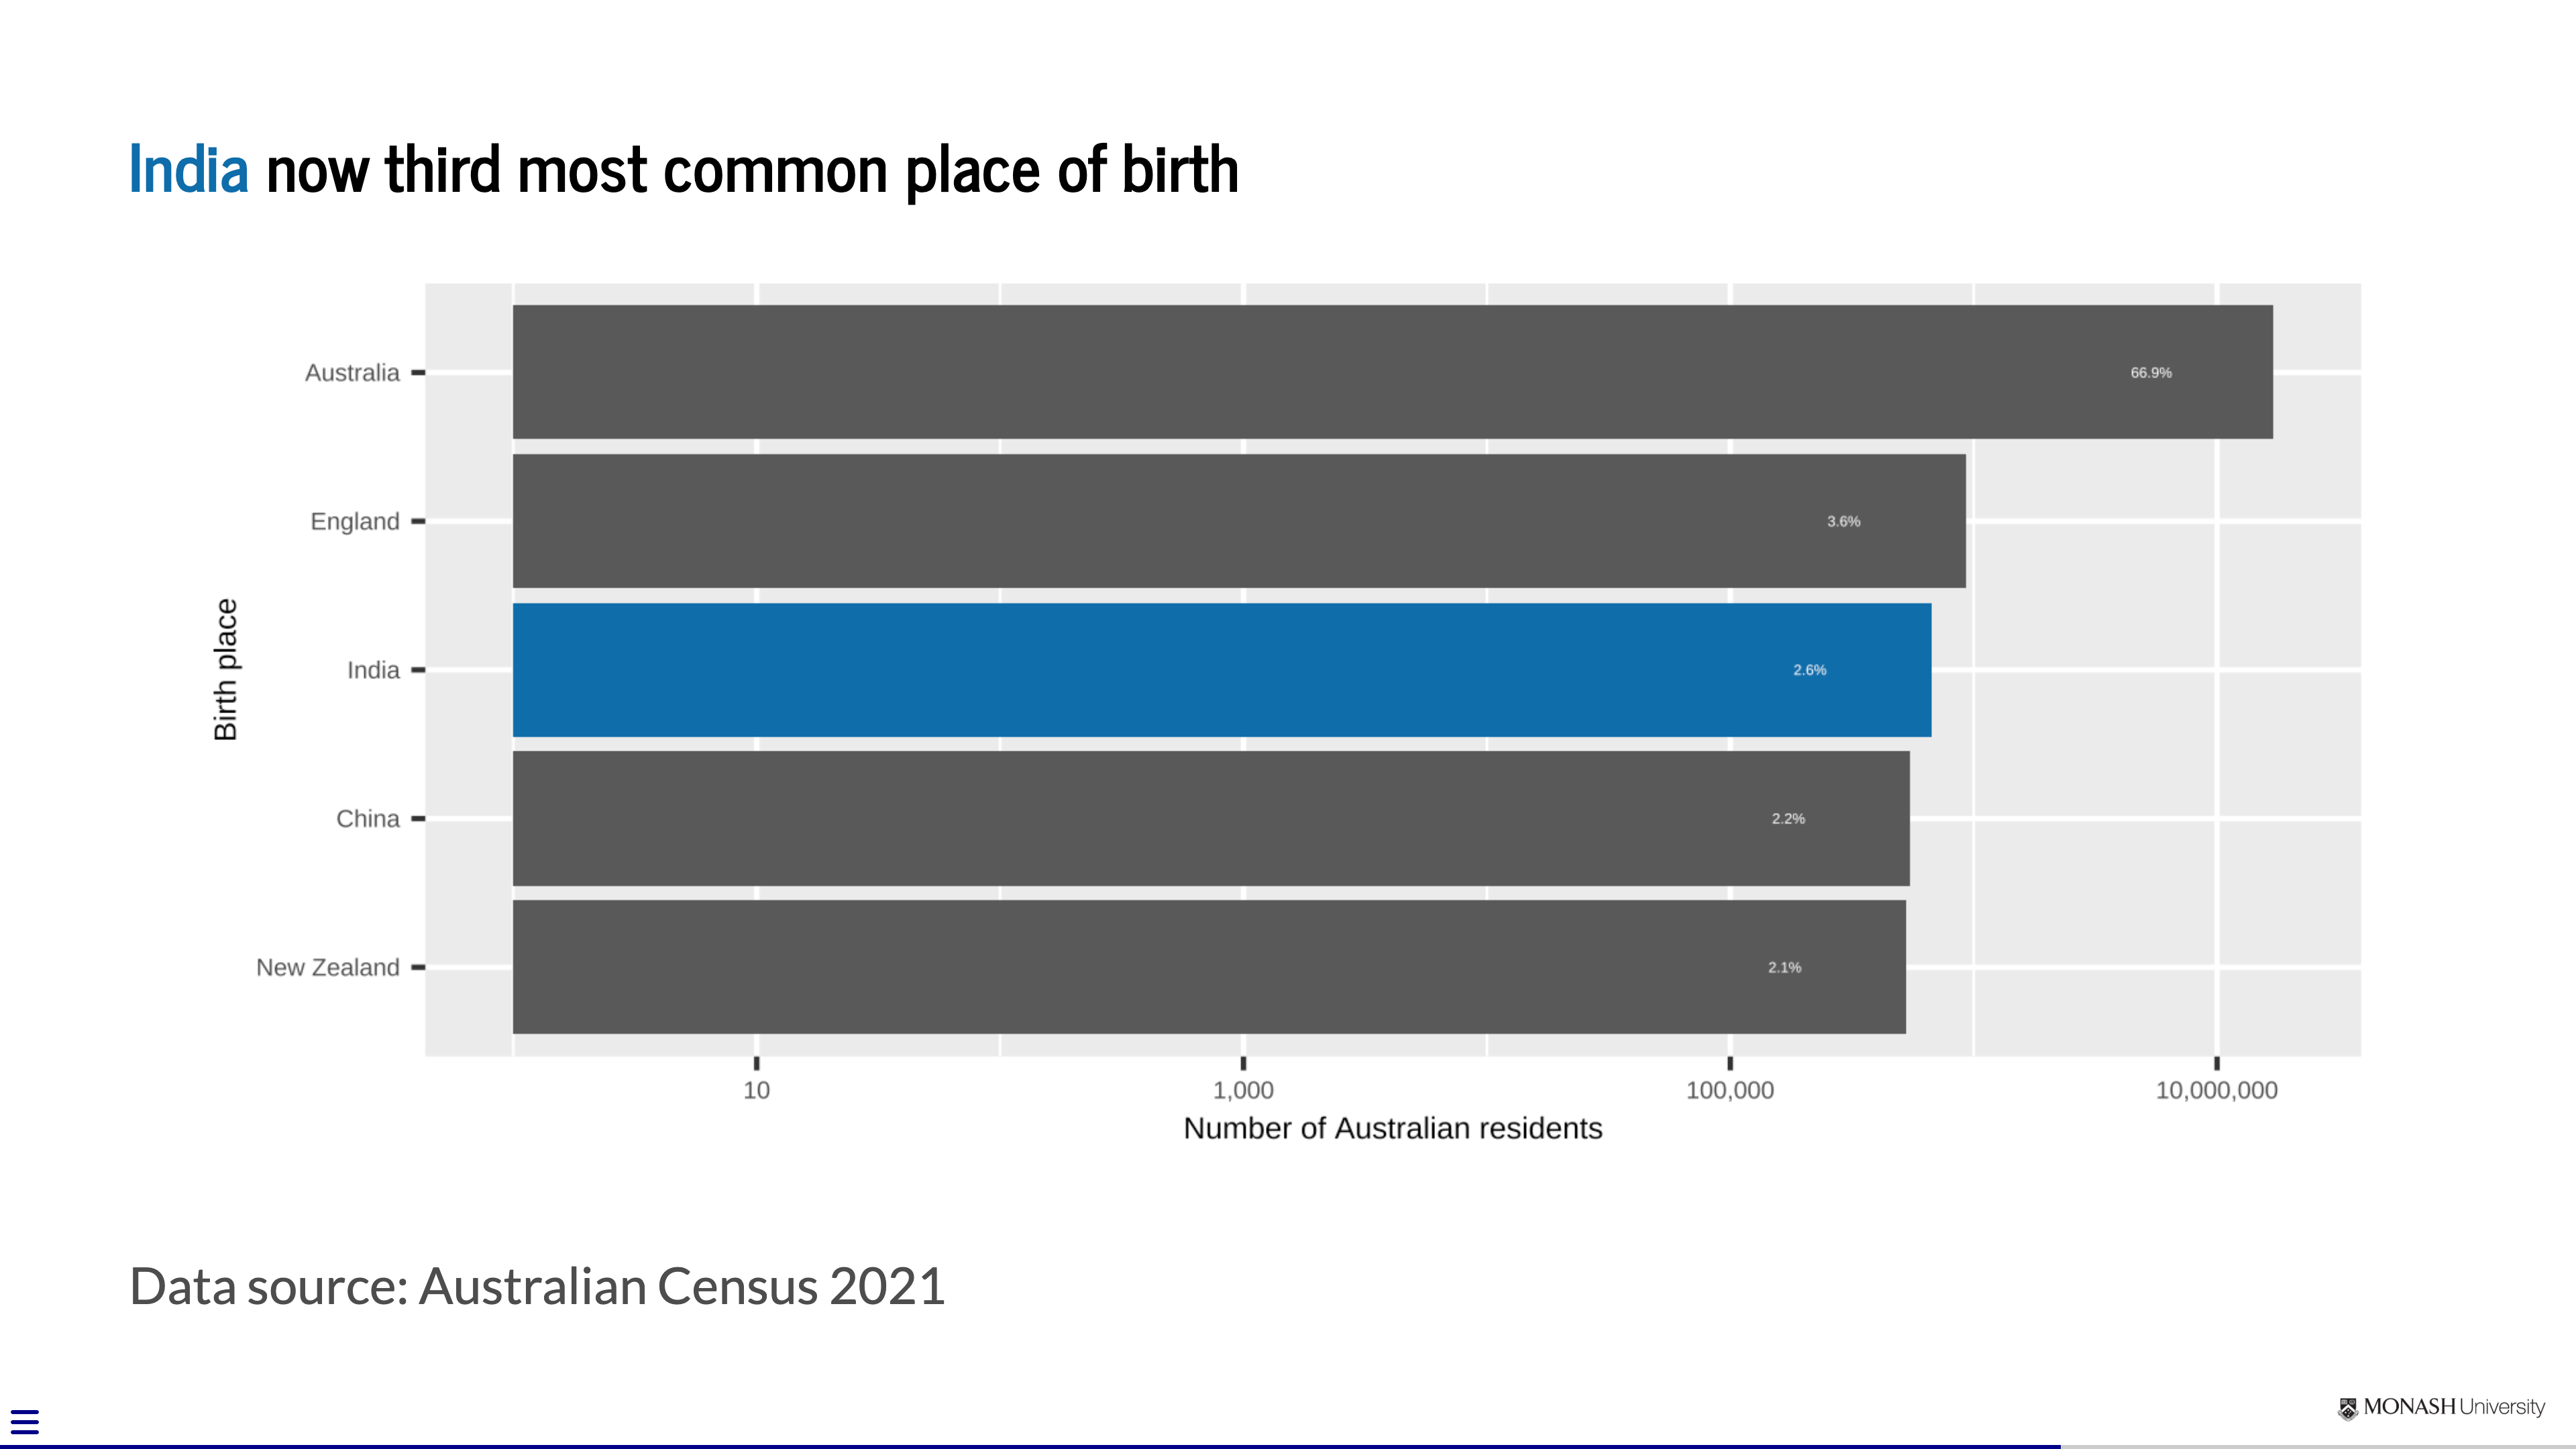 India now third most common place of birth
Birth place
Australia
66.9%
England
3.6%
India
2.6%
China
2.2%
New Zealand
2.1%
10 1,000 100,000 10,000,000
Number of Australian residents
Data source: Australian Census 2021
MONASH University